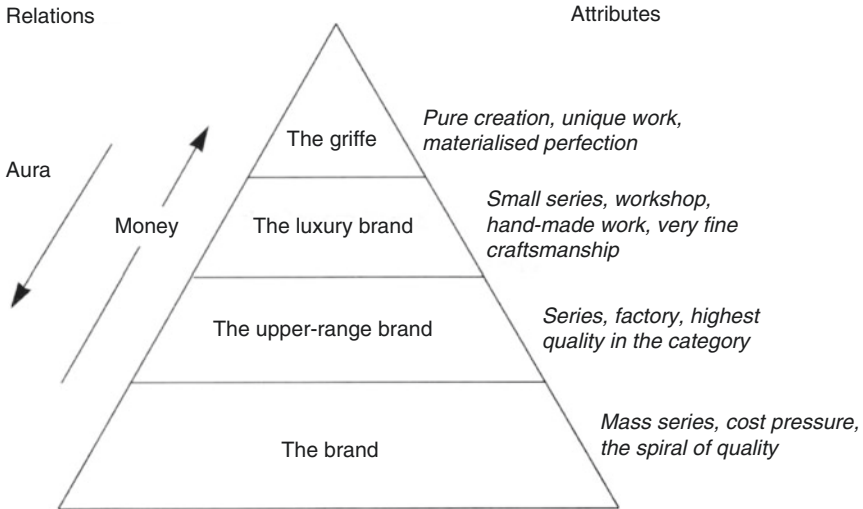 Relations
Attributes
The griffe
Pure creation, unique work,
materialised perfection
Aura
Money
The luxury brand
Small series, workshop,
hand-made work, very fine
craftsmanship
The upper-range brand
Series, factory, highest
quality in the category
The brand
Mass series, cost pressure,
the spiral of quality